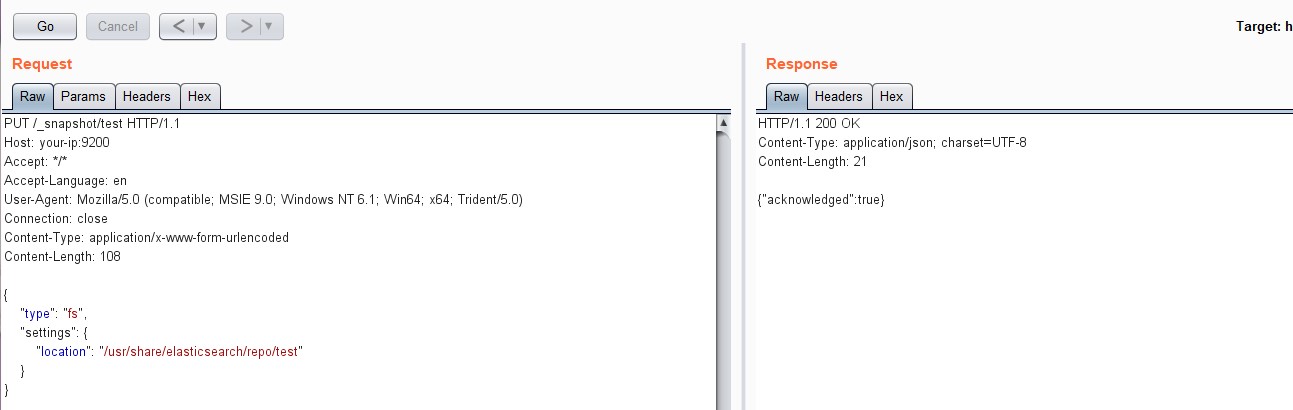 Go Cancel < ▼ > ▼ Target: h
Request
Raw Params Headers Hex
PUT /_snapshot/test HTTP/1.1
Host: your-ip:9200
Accept: */*
Accept-Language: en
User-Agent: Mozilla/5.0 (compatible; MSIE 9.0; Windows NT 6.1; Win64; x64; Trident/5.0)
Connection: close
Content-Type: application/x-www-form-urlencoded
Content-Length: 108

{
    "type": "fs",
    "settings": {
        "location": "/usr/share/elasticsearch/repo/test"
    }
}
Response
Raw Headers Hex
HTTP/1.1 200 OK
Content-Type: application/json; charset=UTF-8
Content-Length: 21

{"acknowledged":true}